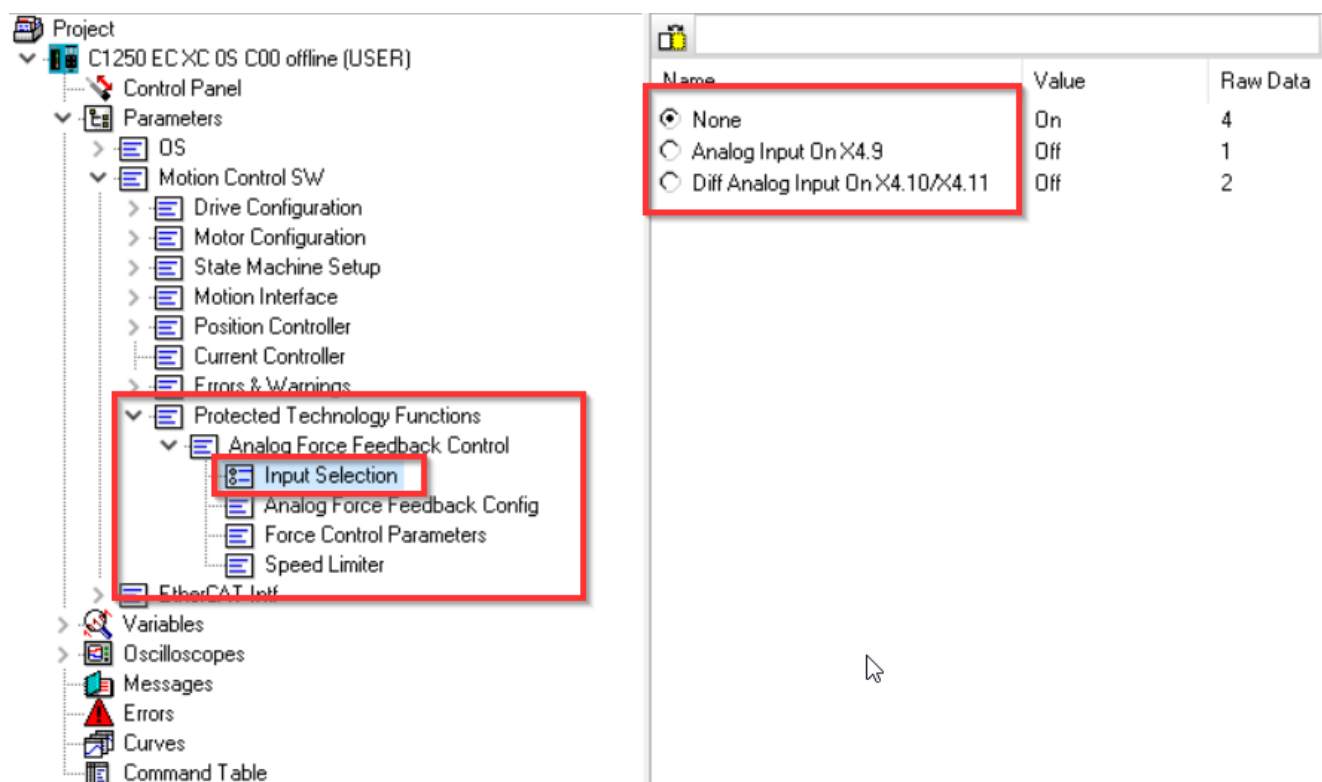 Project
C1250 EC XC 0S C00 offline (USER)
Control Panel
Parameters
OS
Motion Control SW
Drive Configuration
Motor Configuration
State Machine Setup
Motion Interface
Position Controller
Current Controller
Errors & Warnings
Protected Technology Functions
Analog Force Feedback Control
Input Selection
Analog Force Feedback Config
Force Control Parameters
Speed Limiter
EtherCAT Intf
Variables
Oscilloscopes
Messages
Errors
Curves
Command Table
Name Value Raw Data
None On 4
Analog Input On X4.9 Off 1
Diff Analog Input On X4.10/X4.11 Off 2